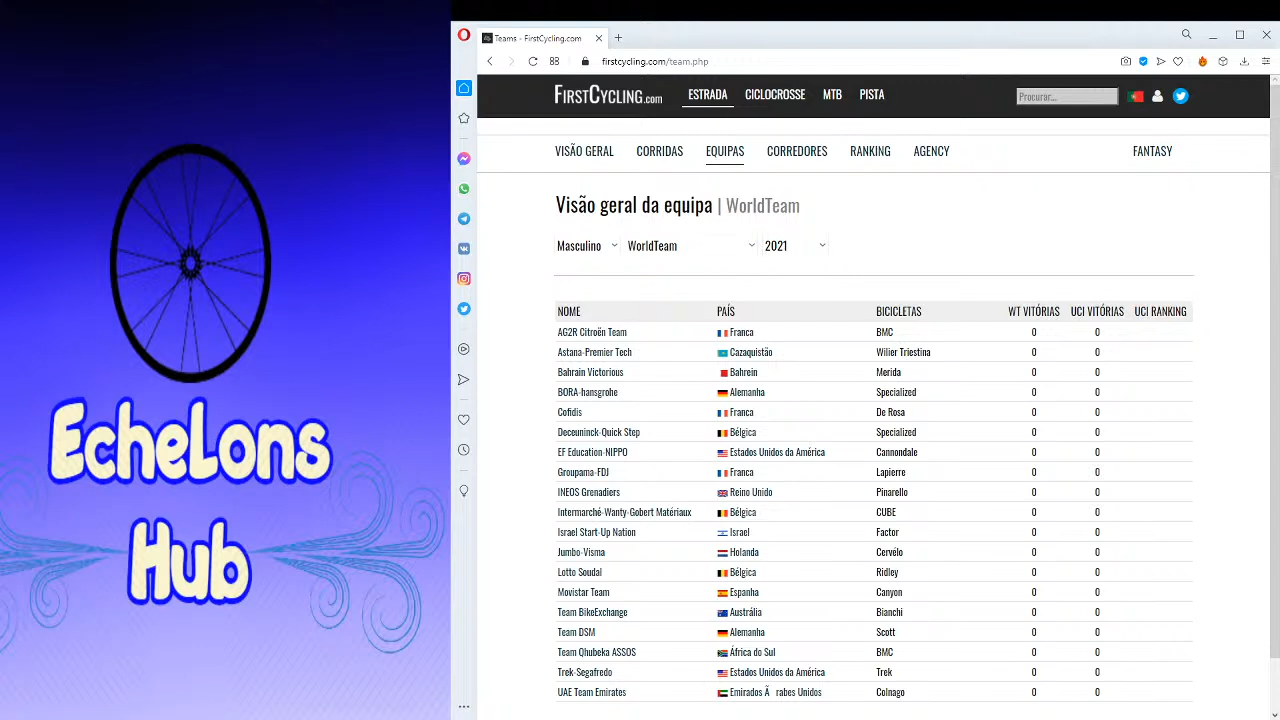 EcheLons
Hub
Teams - FirstCycling.com
firstcycling.com/team.php
FIRSTCYCLING.COM ESTRADA CICLOCROSSE MTB PISTA Procurar...
VISÃO GERAL CORRIDAS EQUIPAS CORREDORES RANKING AGENCY FANTASY
Visão geral da equipa | WorldTeam
Masculino WorldTeam 2021
NOME PAÍS BICICLETAS WT VITÓRIAS UCI VITÓRIAS UCI RANKING
AG2R Citroën Team Franca BMC 0 0
Astana-Premier Tech Cazaquistão Wilier Triestina 0 0
Bahrain Victorious Bahrein Merida 0 0
BORA-hansgrohe Alemanha Specialized 0 0
Cofidis Franca De Rosa 0 0
Deceuninck-Quick Step Bélgica Specialized 0 0
EF Education-NIPPO Estados Unidos da América Cannondale 0 0
Groupama-FDJ Franca Lapierre 0 0
INEOS Grenadiers Reino Unido Pinarello 0 0
Intermarché-Wanty-Gobert Matériaux Bélgica CUBE 0 0
Israel Start-Up Nation Israel Factor 0 0
Jumbo-Visma Holanda Cervélo 0 0
Lotto Soudal Bélgica Ridley 0 0
Movistar Team Espanha Canyon 0 0
Team BikeExchange Austrália Bianchi 0 0
Team DSM Alemanha Scott 0 0
Team Qhubeka ASSOS África do Sul BMC 0 0
Trek-Segafredo Estados Unidos da América Trek 0 0
UAE Team Emirates Emirados Ã rabes Unidos Colnago 0 0